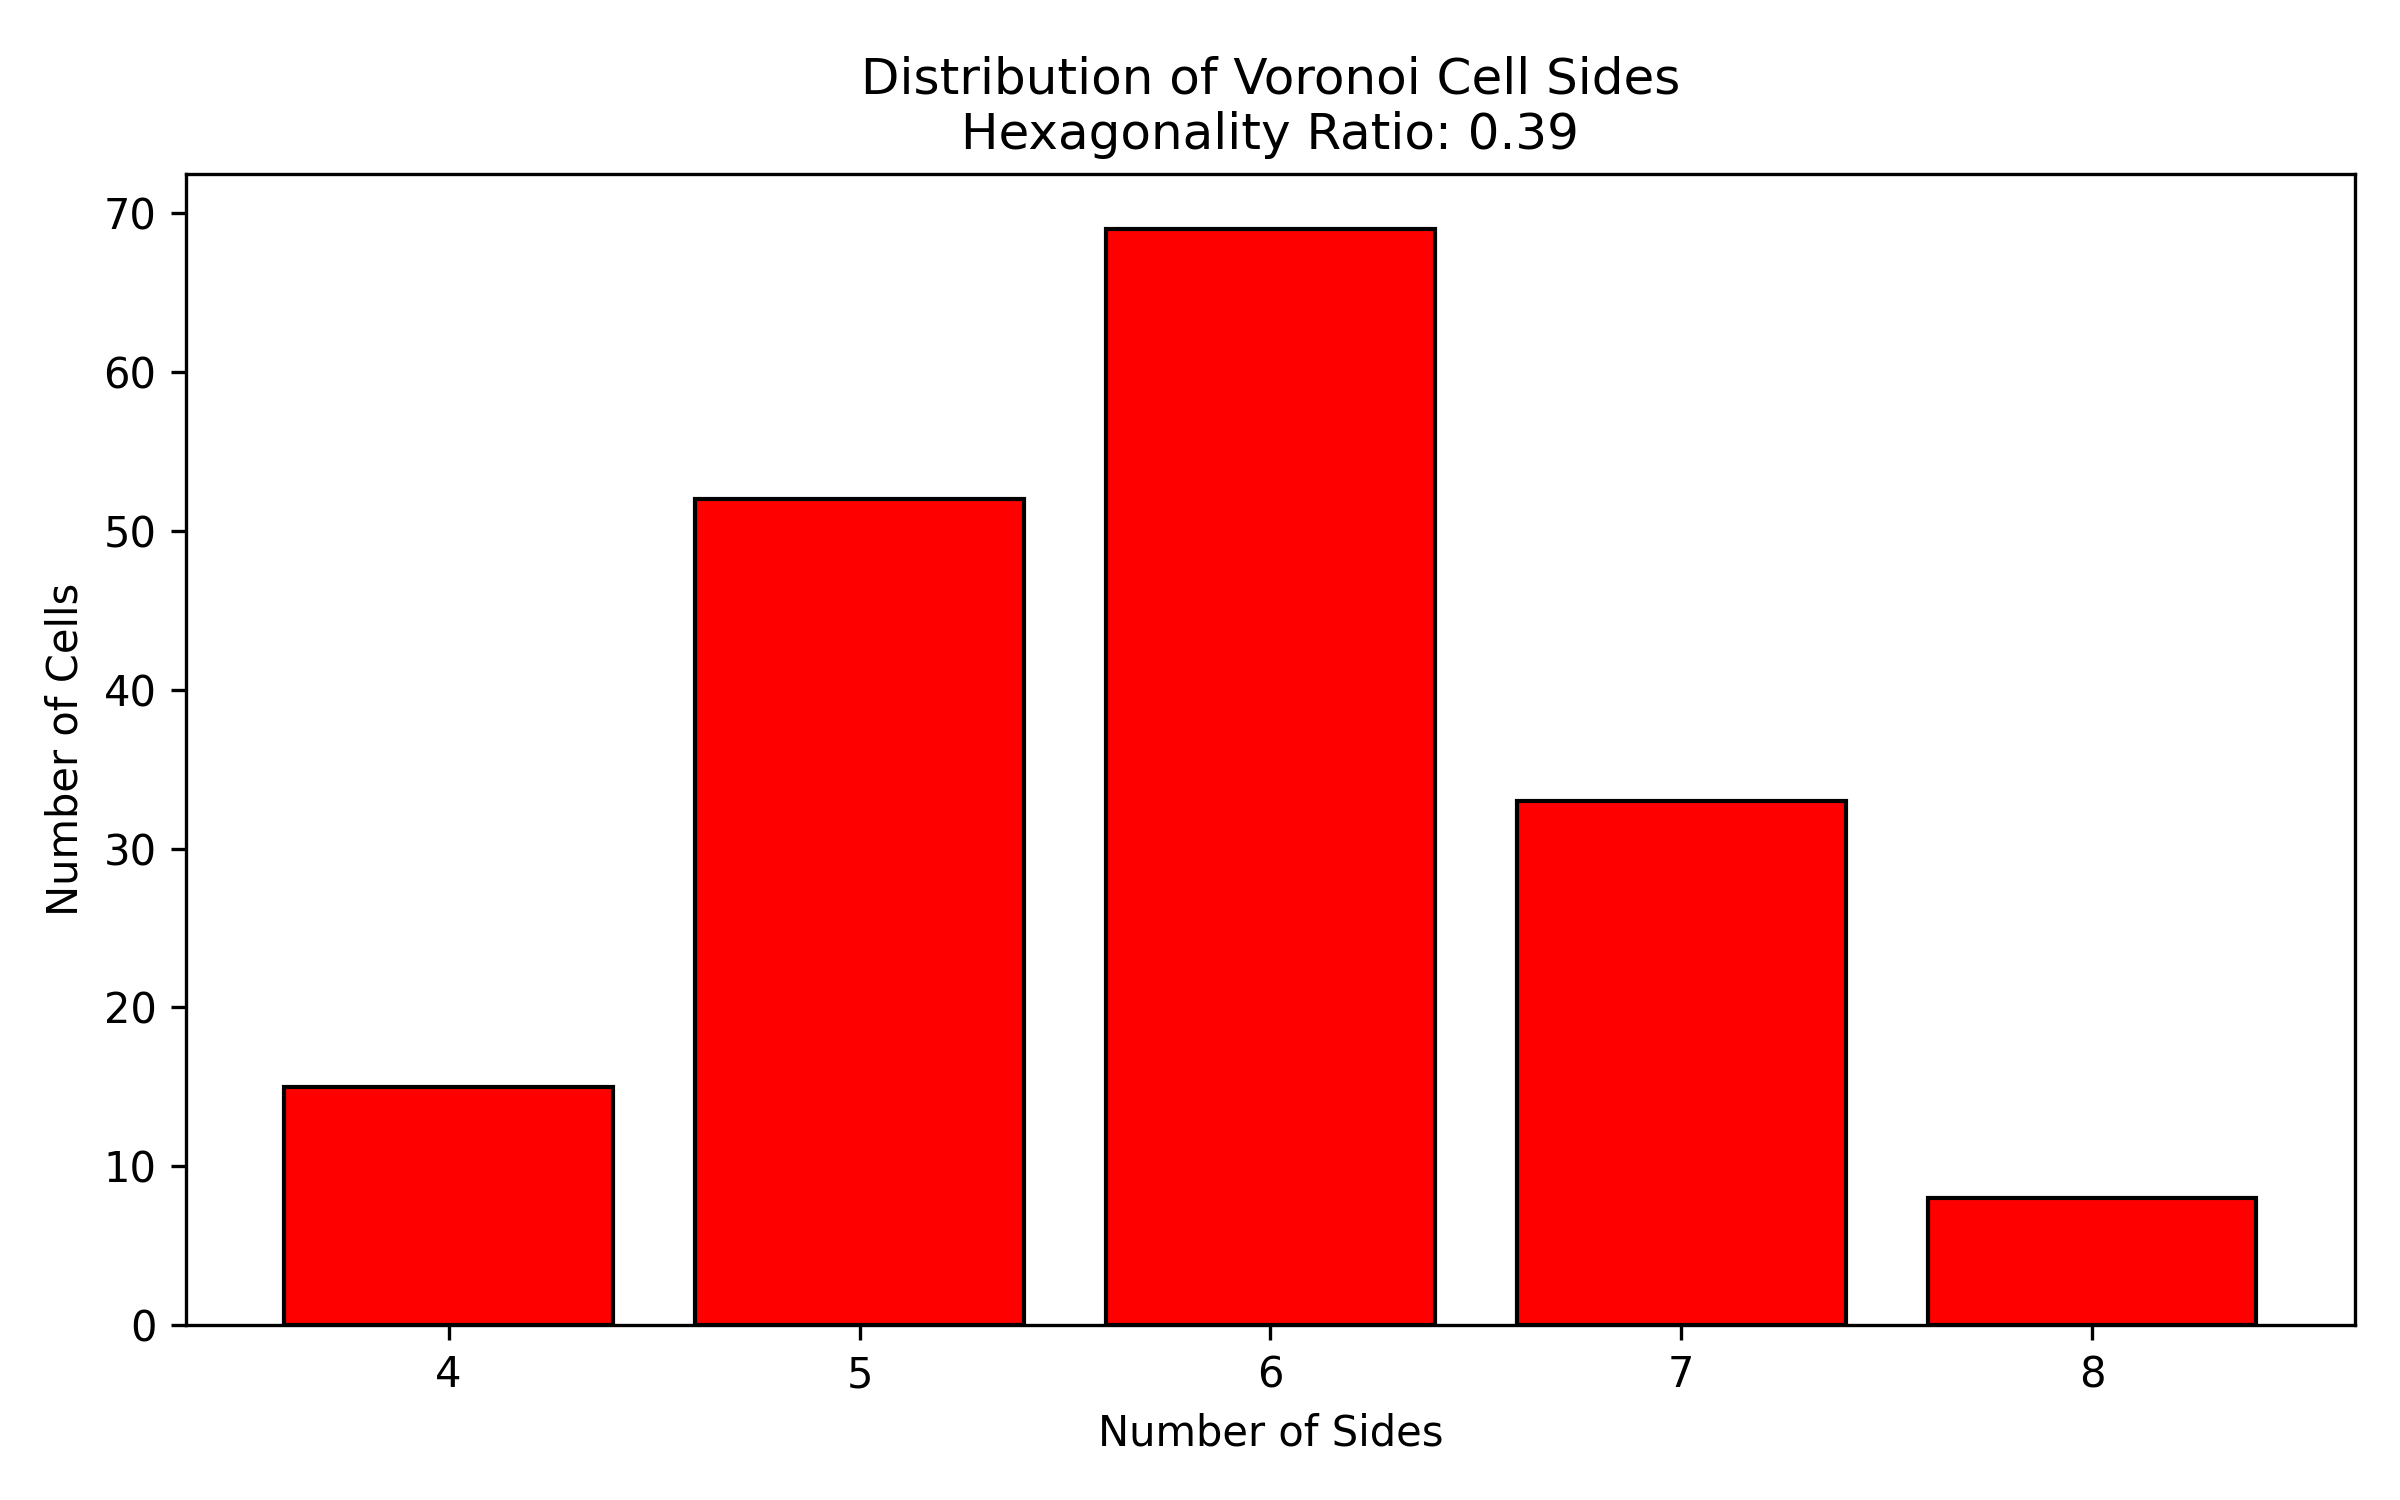 Distribution of Voronoi Cell Sides
Hexagonality Ratio: 0.39
70
60
50
40
30
20
10
0
Number of Cells
4 5 6 7 8
Number of Sides